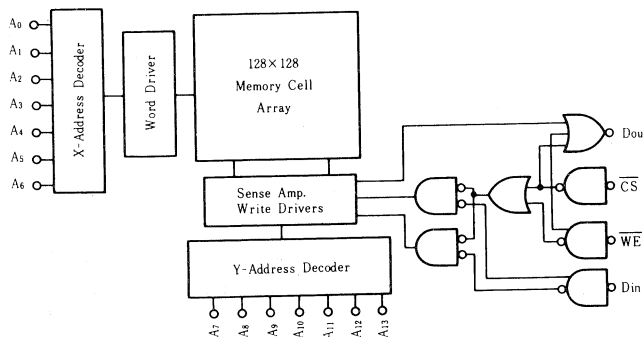 A0
A1
A2
A3
A4
A5
A6
X-Address Decoder
Word Driver
128×128
Memory Cell
Array
Sense Amp.
Write Drivers
Y-Address Decoder
A7
A8
A9
A10
A11
A12
A13
Dou
CS
WE
Din